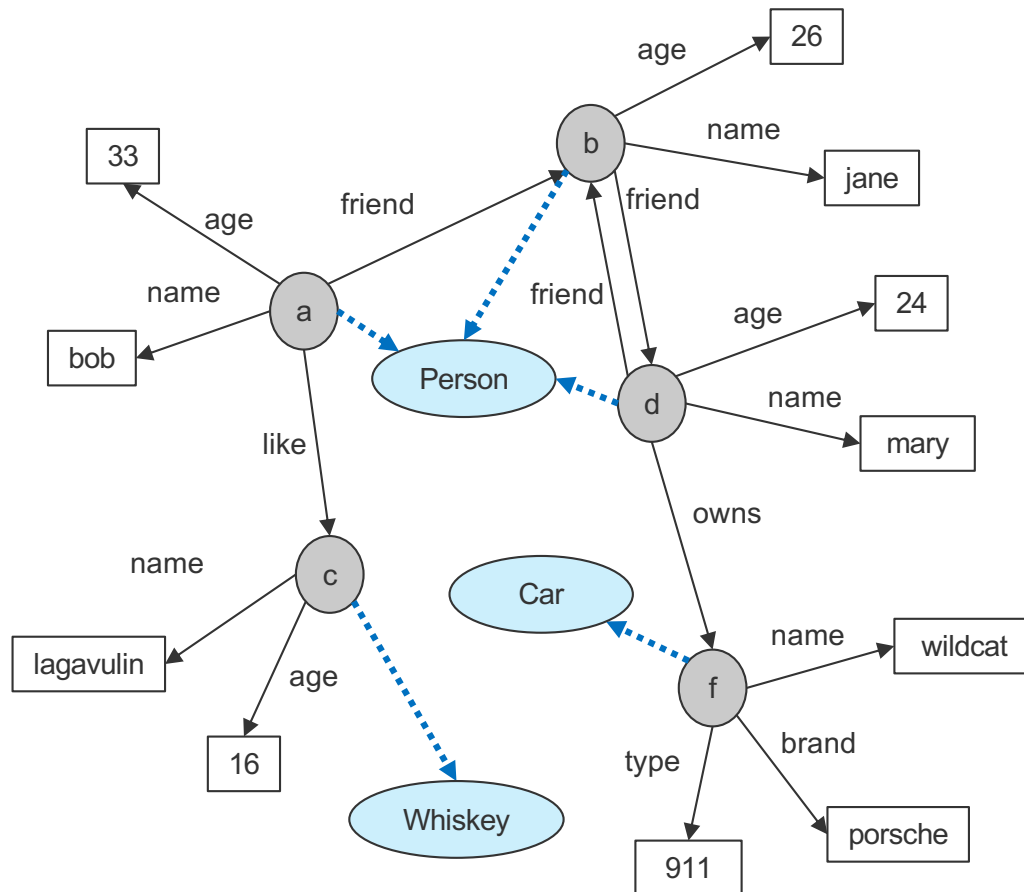 26
age
b
name
jane
33
age
friend
friend
name
a
friend
age
24
bob
Person
d
name
mary
like
owns
name
c
Car
lagavulin
age
name
wildcat
f
16
type
brand
Whiskey
911
porsche